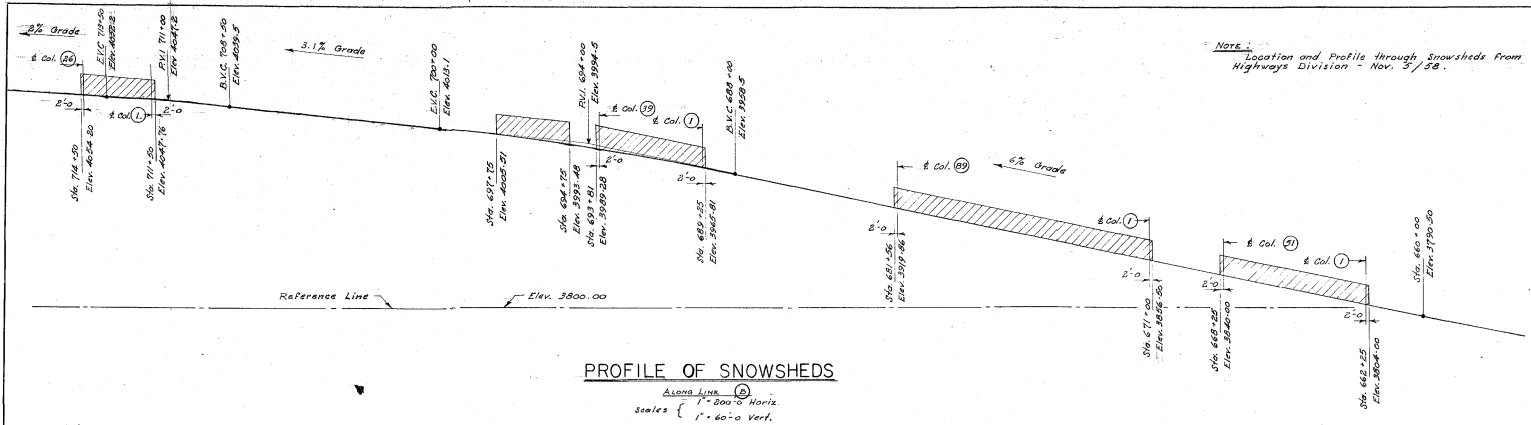 2% Grade
¢ Col. 26
E.V.C. 713+50
Elev. 4052.2
P.V.I. 711+00
Elev. 4047.2
B.V.C. 708+50
Elev. 4039.5
3.1% Grade
E.V.C. 700+00
Elev. 4013.1
P.V.I. 694+00
Elev. 3994.5
¢ Col. 39
¢ Col. 1
B.V.C. 688+00
Elev. 3958.5
NOTE:
Location and Profile through Snowsheds from
Highways Division - Nov. 5/58.
2'-0
¢ Col. 1.
2'-0
Sta. 714+50
Elev. 4054.20
Sta. 711+50
Elev. 4047.76
Sta. 697+75
Elev. 4005.51
Sta. 694+75
Elev. 3993.48
Sta. 693+81
Elev. 3989.28
2'-0
2'-0
Sta. 689+25
Elev. 3965.81
¢ Col. 89
6% Grade
¢ Col. 1
2'-0
Sta. 681+56
Elev. 3919.86
2'-0
Sta. 671+00
Elev. 3856.50
¢ Col. 51
¢ Col. 1
2'-0
Sta. 668+25
Elev. 3840.00
2'-0
Sta. 662+25
Elev. 3804.00
Sta. 660+00
Elev. 3790.50
Reference Line
Elev. 3800.00
PROFILE OF SNOWSHEDS
ALONG LINE B
Scales { 1" = 200'-0 Horiz.
1" = 60'-0 Vert.